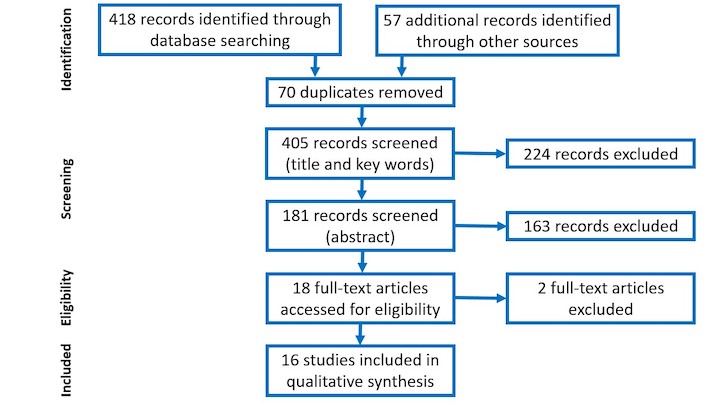 Identification
418 records identified through
database searching
57 additional records identified
through other sources
70 duplicates removed
Screening
405 records screened
(title and key words)
224 records excluded
181 records screened
(abstract)
163 records excluded
Eligibility
18 full-text articles
accessed for eligibility
2 full-text articles
excluded
Included
16 studies included in
qualitative synthesis